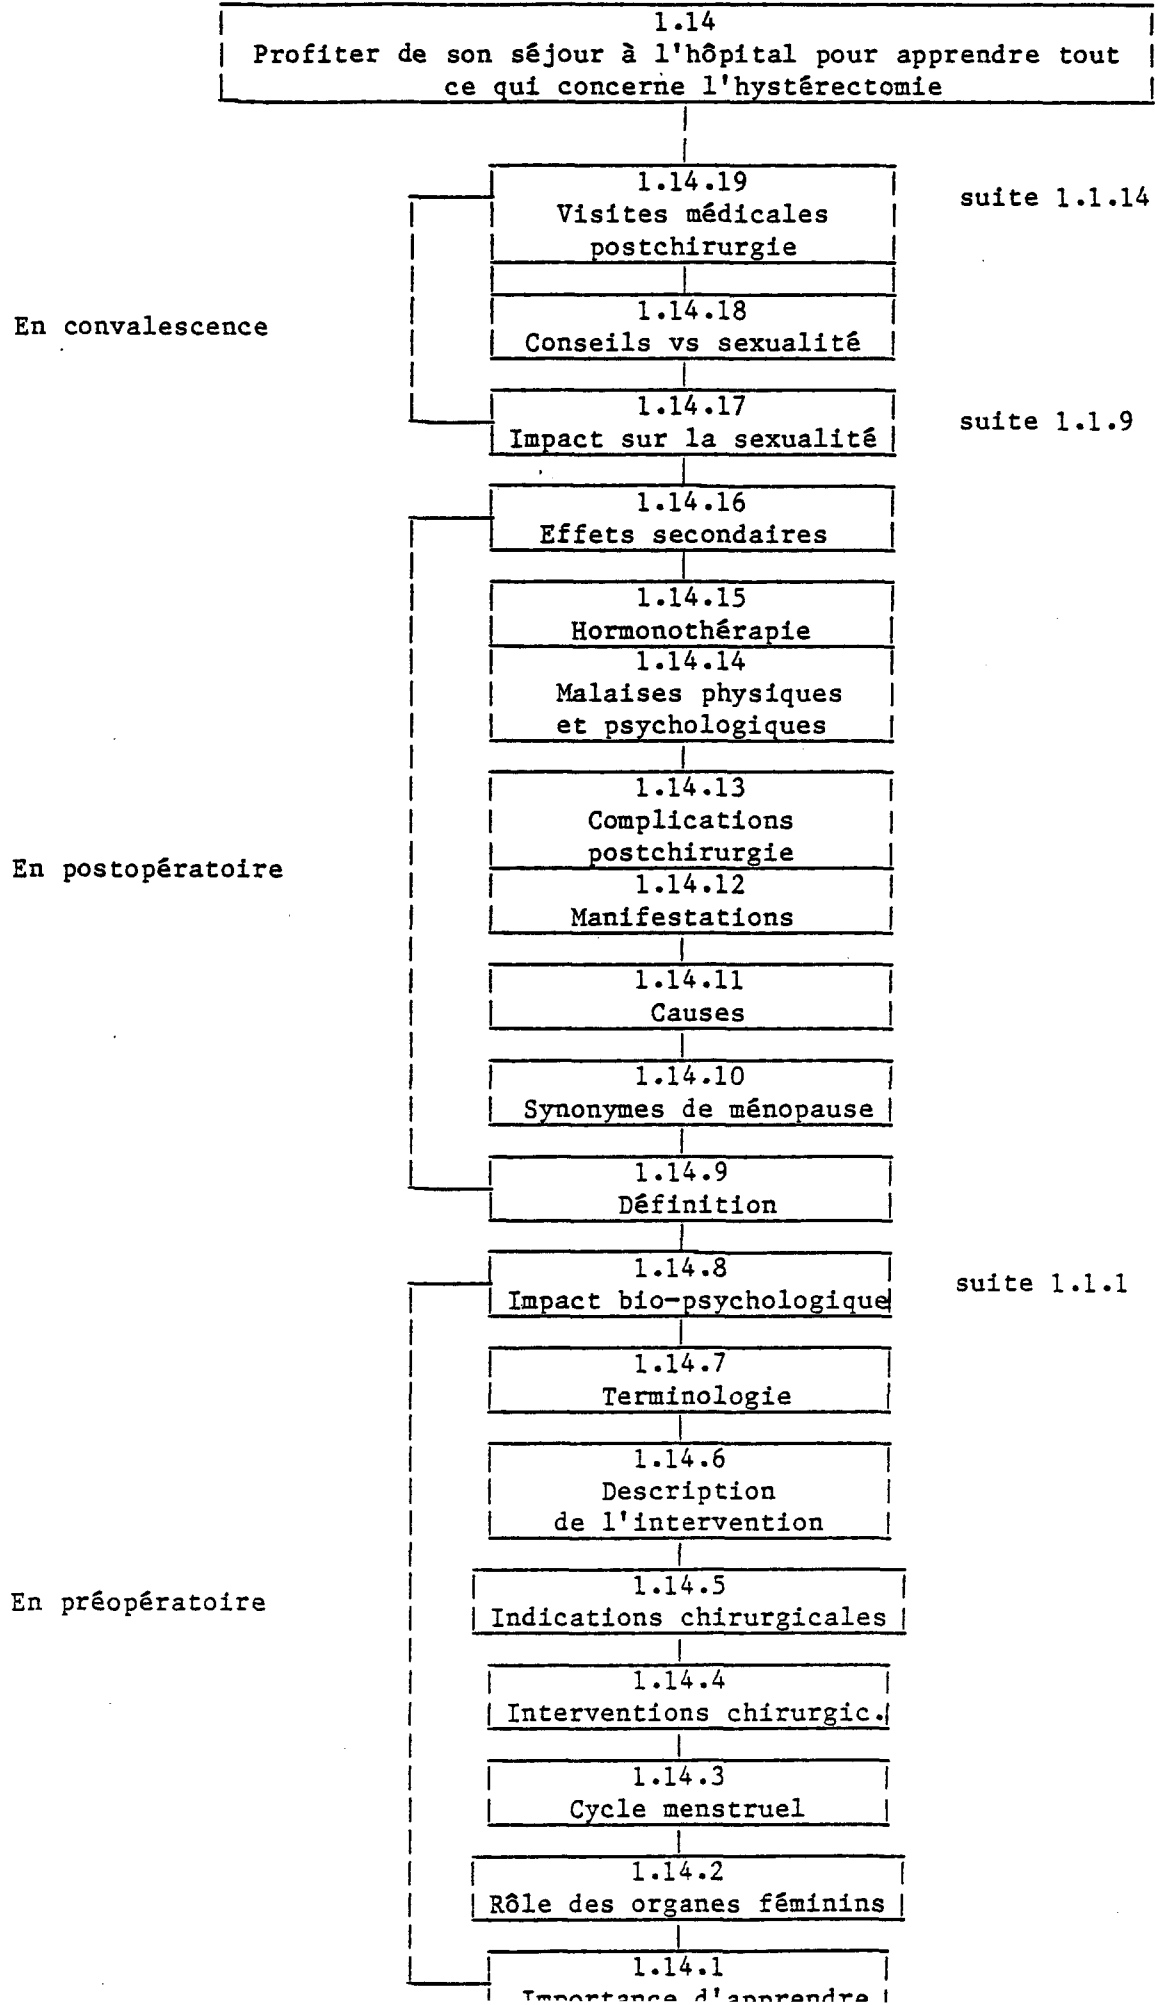 1.14
Profiter de son séjour à l'hôpital pour apprendre tout
ce qui concerne l'hystérectomie
1.14.19
Visites médicales
postchirurgie
suite 1.1.14
1.14.18
Conseils vs sexualité
En convalescence
1.14.17
Impact sur la sexualité
suite 1.1.9
1.14.16
Effets secondaires
1.14.15
Hormonothérapie
1.14.14
Malaises physiques
et psychologiques
1.14.13
Complications
postchirurgie
En postopératoire
1.14.12
Manifestations
1.14.11
Causes
1.14.10
Synonymes de ménopause
1.14.9
Définition
1.14.8
Impact bio-psychologique
suite 1.1.1
1.14.7
Terminologie
1.14.6
Description
de l'intervention
1.14.5
Indications chirurgicales
En préopératoire
1.14.4
Interventions chirurgic.
1.14.3
Cycle menstruel
1.14.2
Rôle des organes féminins
1.14.1
Importance d'apprendre